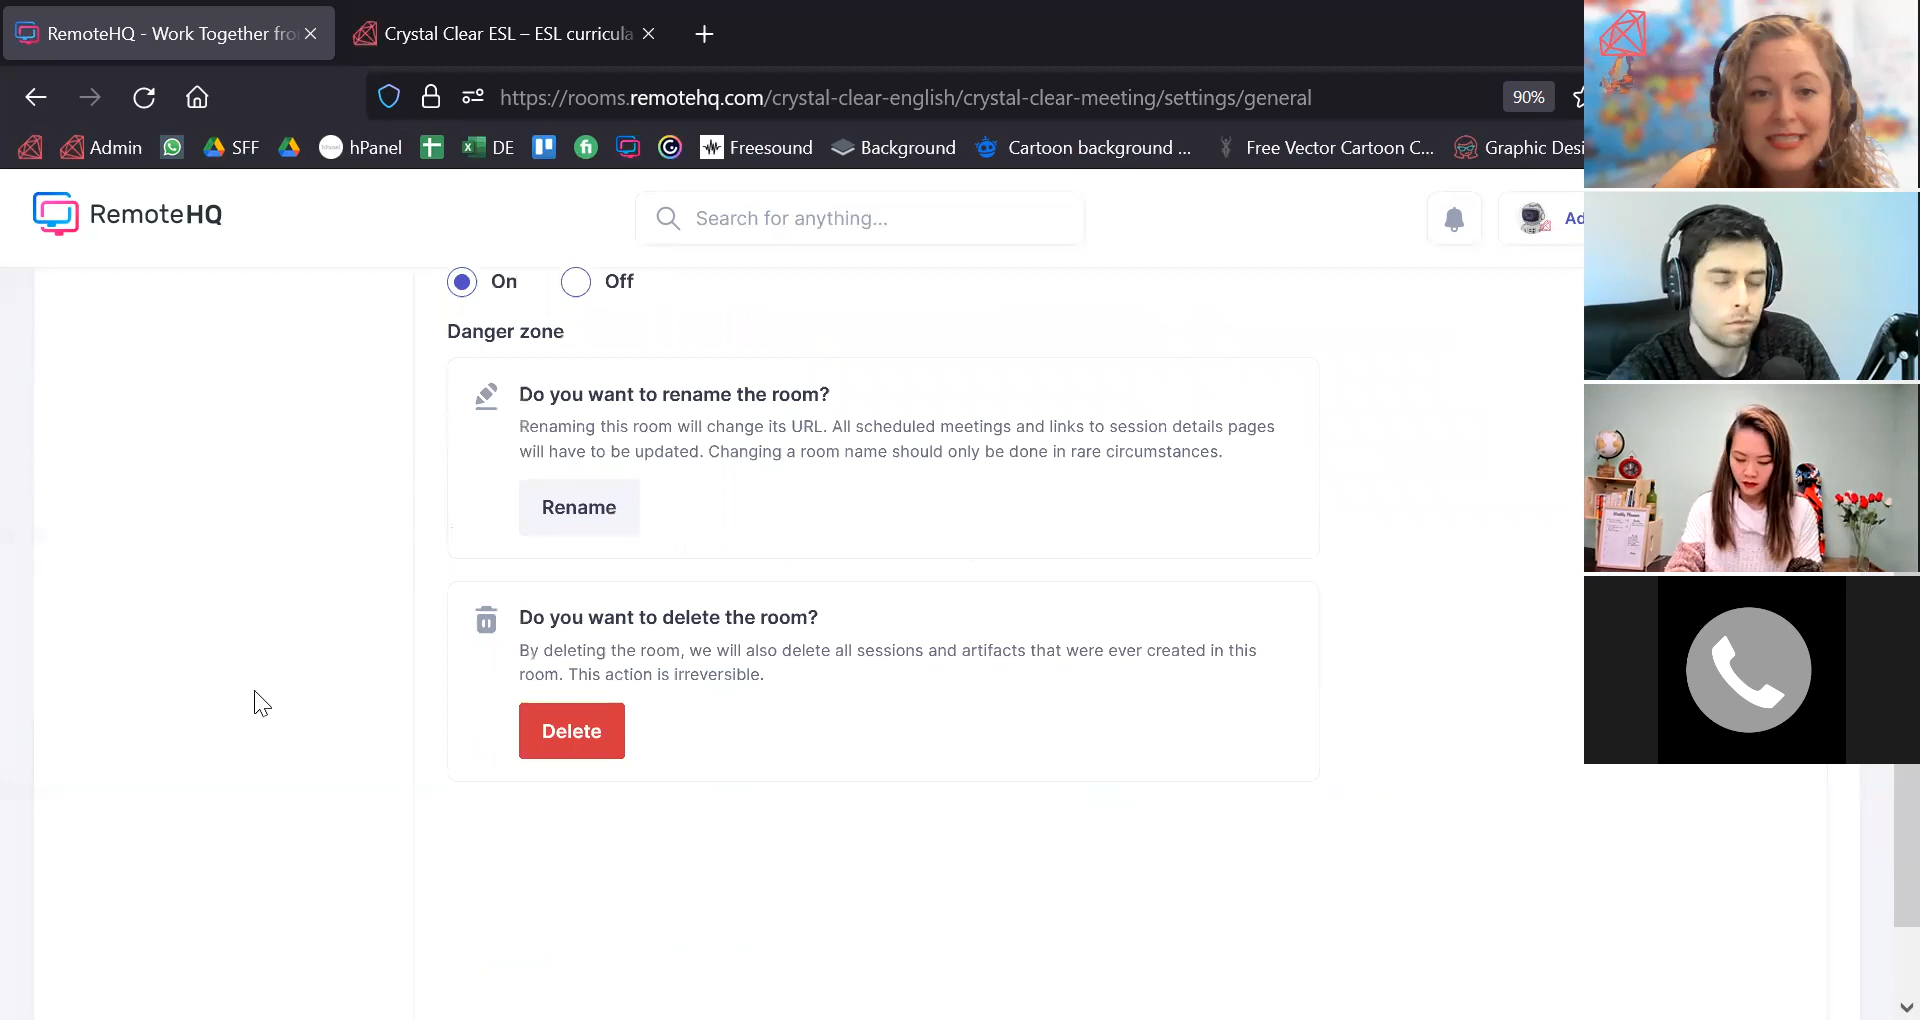 RemoteHQ - Work Together fro
Crystal Clear ESL – ESL curricula
https://rooms.remotehq.com/crystal-clear-english/crystal-clear-meeting/settings/general
90%
Admin
SFF
hPanel
DE
Freesound
Background
Cartoon background ...
Free Vector Cartoon C...
Graphic Desi
RemoteHQ
Search for anything...
Ad
On
Off
Danger zone
Do you want to rename the room?
Renaming this room will change its URL. All scheduled meetings and links to session details pages
will have to be updated. Changing a room name should only be done in rare circumstances.
Rename
Do you want to delete the room?
By deleting the room, we will also delete all sessions and artifacts that were ever created in this
room. This action is irreversible.
Delete
Weekly Planner